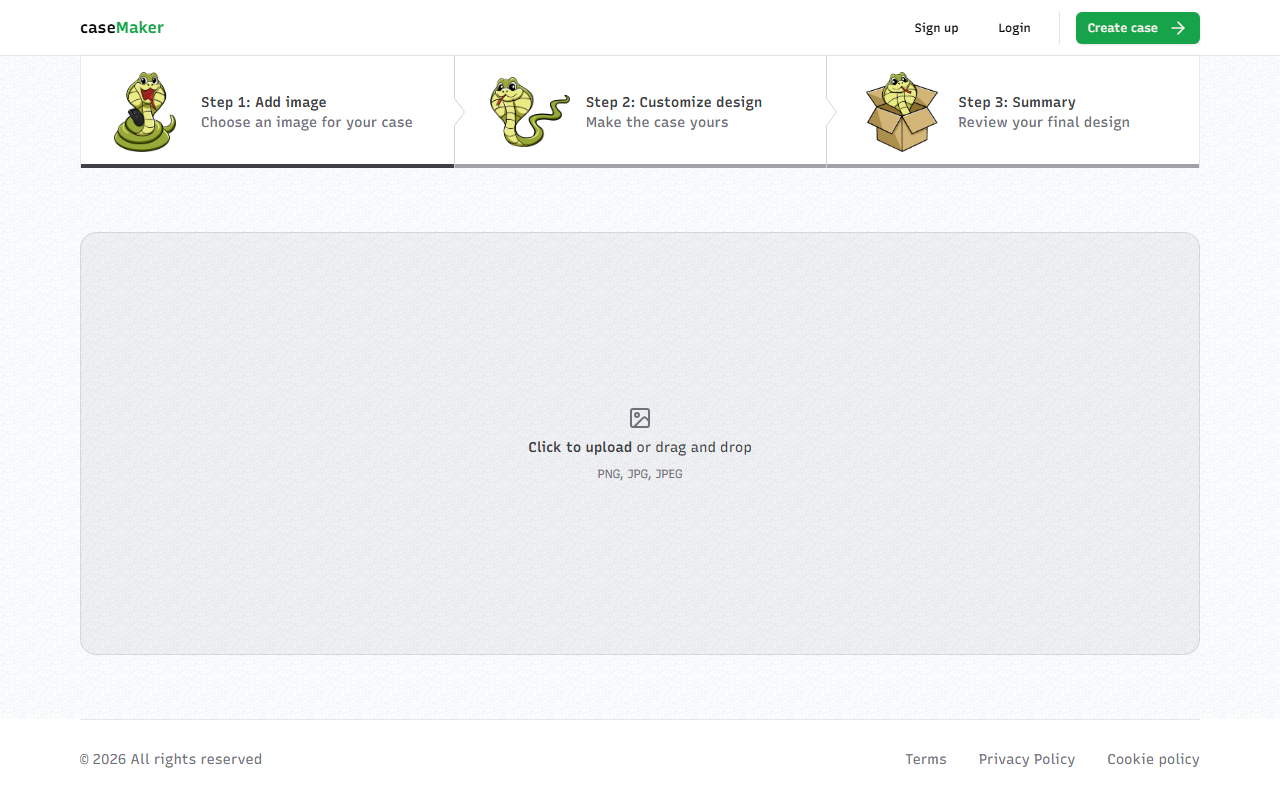 caseMaker
Sign up
Login
Create case
Step 1: Add image
Choose an image for your case
Step 2: Customize design
Make the case yours
Step 3: Summary
Review your final design
Click to upload or drag and drop
PNG, JPG, JPEG
© 2026 All rights reserved
Terms
Privacy Policy
Cookie policy